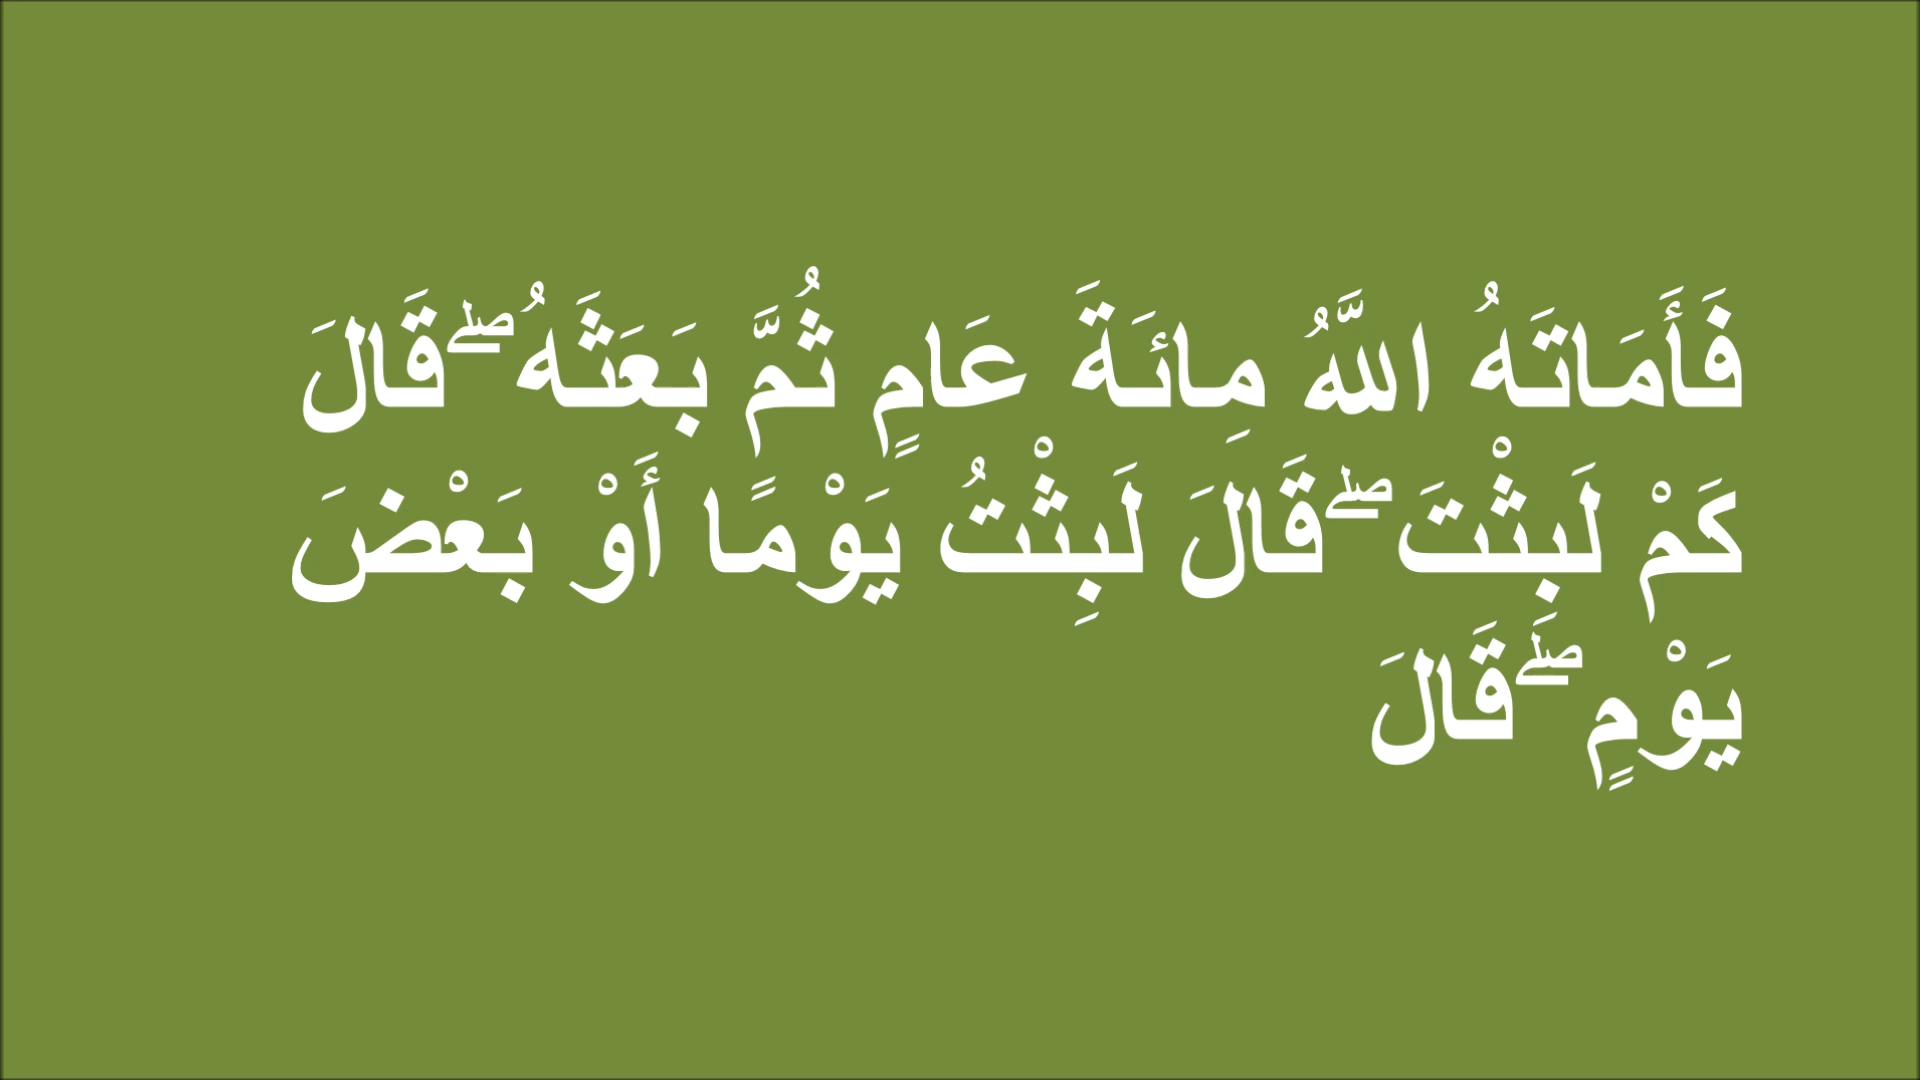 فَأَمَاتَهُ اللَّهُ مِائَةَ عَامٍ ثُمَّ بَعَثَهُ ۖ قَالَ
كَمْ لَبِثْتَ ۖ قَالَ لَبِثْتُ يَوْمًا أَوْ بَعْضَ
يَوْمٍ ۖ قَالَ